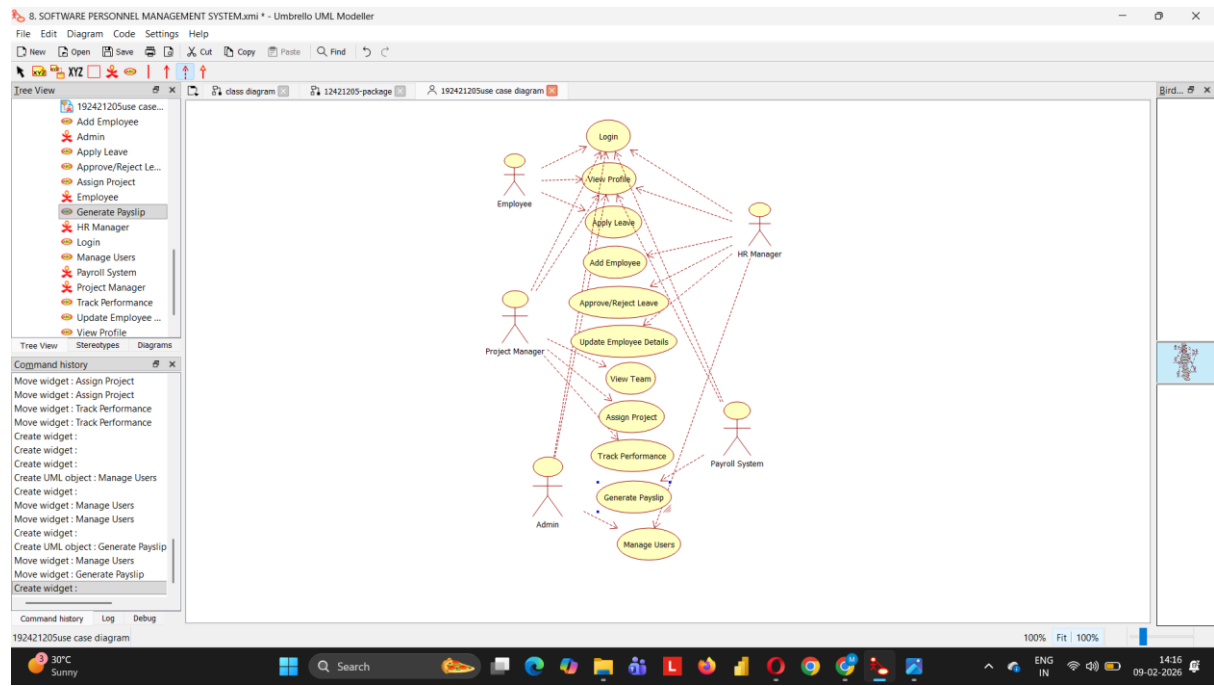 8. SOFTWARE PERSONNEL MANAGEMENT SYSTEM.xmi * - Umbrello UML Modeller
File Edit Diagram Code Settings Help
New Open Save Cut Copy Paste Find
XYZ XYZ
Tree View
class diagram 12421205-package 192421205use case diagram
Bird...
192421205use case...
Add Employee
Admin
Apply Leave
Approve/Reject Le...
Assign Project
Employee
Generate Payslip
HR Manager
Login
Manage Users
Payroll System
Project Manager
Track Performance
Update Employee ...
View Profile
Tree View Stereotypes Diagrams
Command history
Move widget : Assign Project
Move widget : Assign Project
Move widget : Track Performance
Move widget : Track Performance
Create widget :
Create widget :
Create widget :
Create UML object : Manage Users
Create widget :
Move widget : Manage Users
Move widget : Manage Users
Create widget :
Create UML object : Generate Payslip
Move widget : Manage Users
Move widget : Generate Payslip
Create widget :
Command history Log Debug
Login
View Profile
Employee
Apply Leave
HR Manager
Add Employee
Approve/Reject Leave
Update Employee Details
Project Manager
View Team
Assign Project
Track Performance
Payroll System
Generate Payslip
Admin
Manage Users
192421205use case diagram
100% Fit 100%
3
30°C
Sunny
Search
L
M
ENG
IN
14:16
09-02-2026